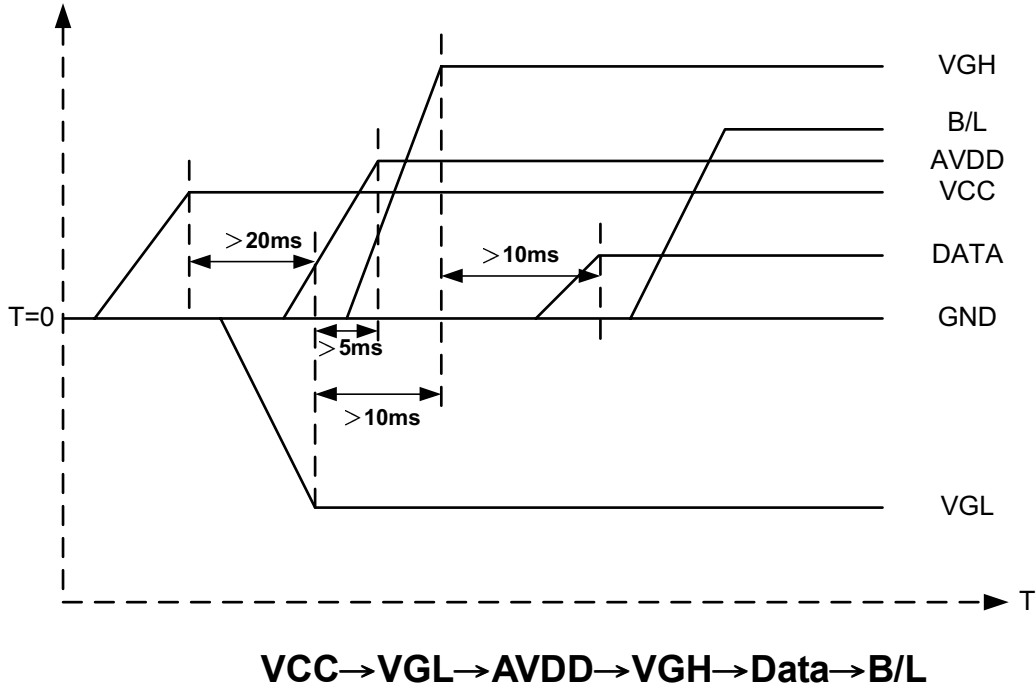 VGH
B/L
AVDD
VCC
>20ms
>10ms
DATA
T=0
GND
>5ms
>10ms
VGL
T
VCC→VGL→AVDD→VGH→Data→B/L